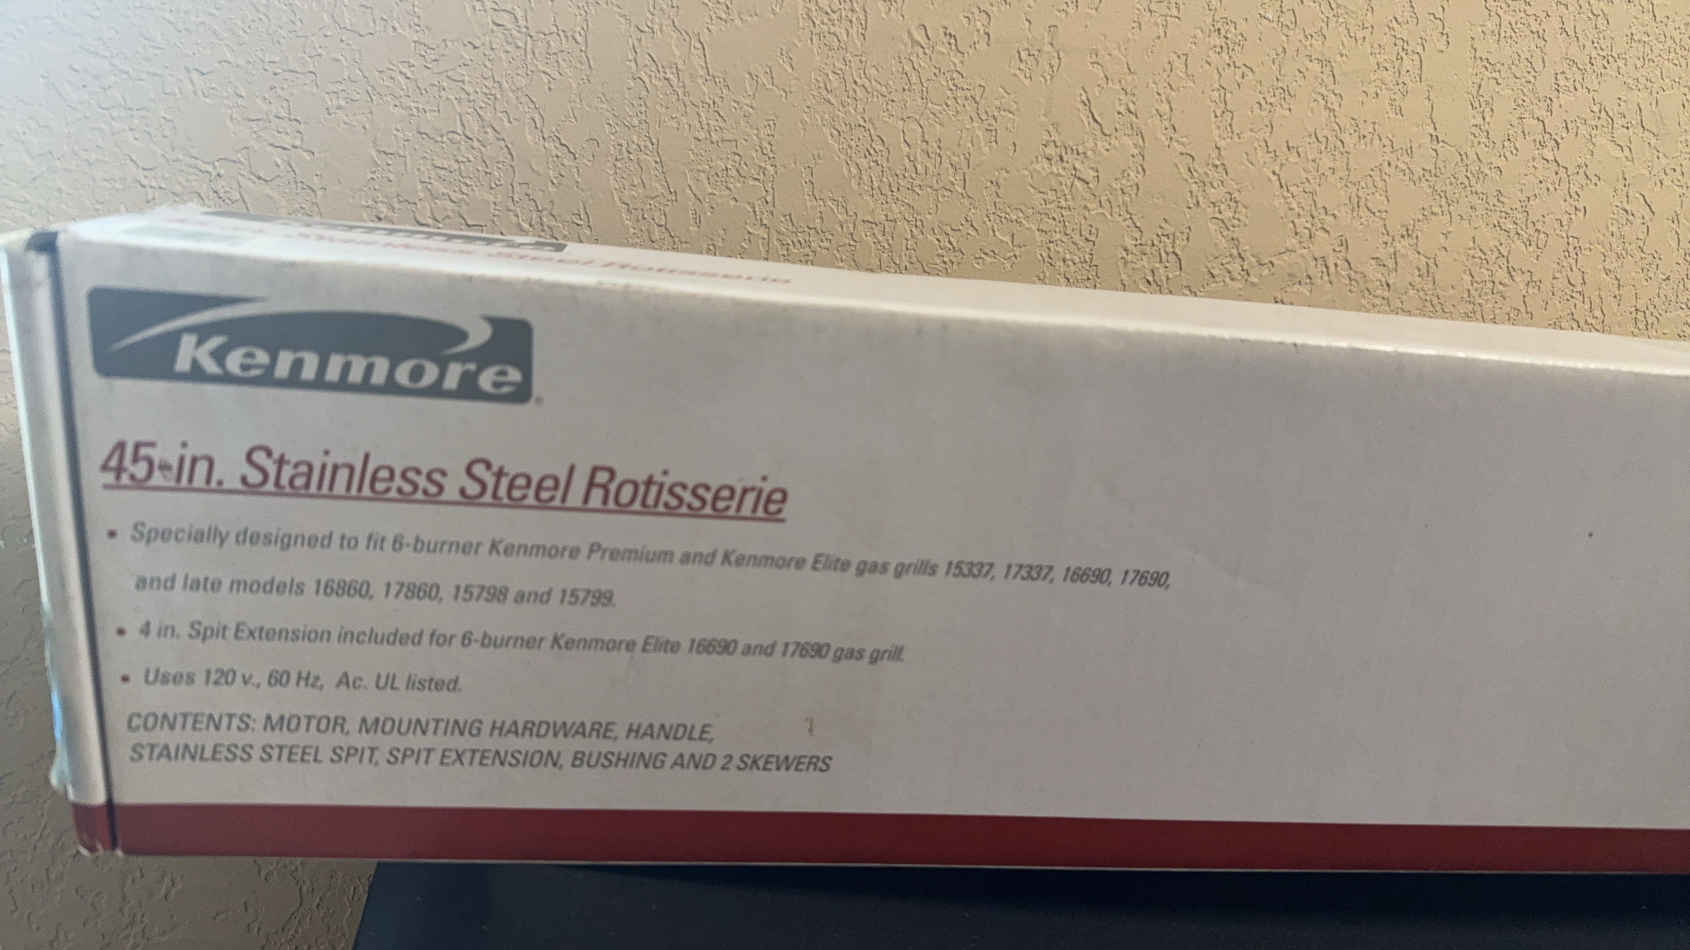 Steel Rotisserie
Kenmore
45-in. Stainless Steel Rotisserie
• Specially designed to fit 6-burner Kenmore Premium and Kenmore Elite gas grills 15337, 17337, 16690, 17690,
and late models 16860, 17860, 15798 and 15799.
• 4 in. Spit Extension included for 6-burner Kenmore Elite 16690 and 17690 gas grill.
• Uses 120 v., 60 Hz, Ac. UL listed.
CONTENTS: MOTOR, MOUNTING HARDWARE, HANDLE,
STAINLESS STEEL SPIT, SPIT EXTENSION, BUSHING AND 2 SKEWERS